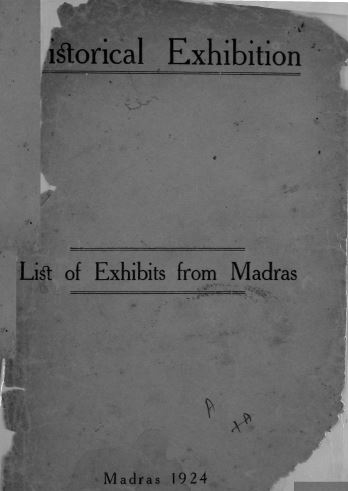 istorical Exhibition
List of Exhibits from Madras
A
+A
Madras 1924